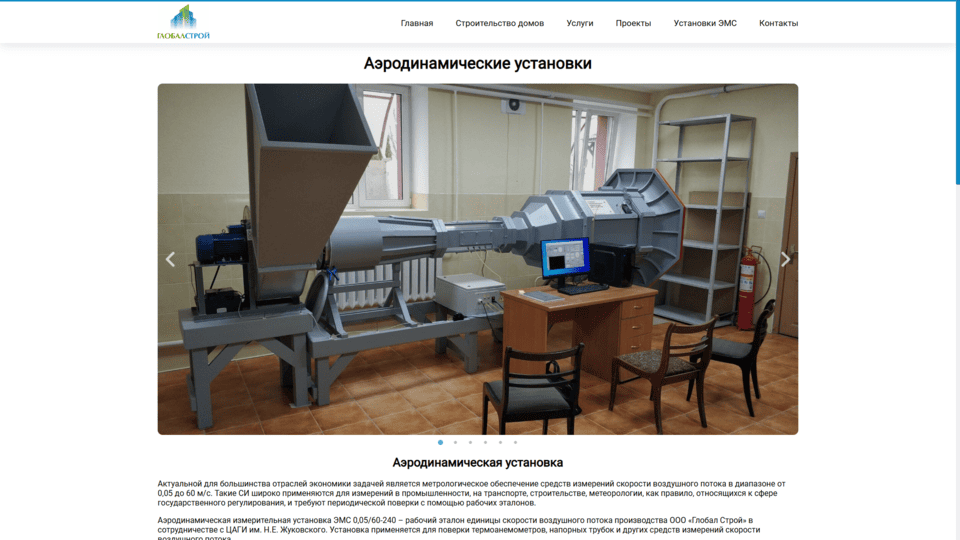 ГЛОБАЛСТРОЙ
Главная
Строительство домов
Услуги
Проекты
Установки ЭМС
Контакты
Аэродинамические установки
Аэродинамическая установка
Актуальной для большинства отраслей экономики задачей является метрологическое обеспечение средств измерений скорости воздушного потока в диапазоне от
0,05 до 60 м/с. Такие СИ широко применяются для измерений в промышленности, на транспорте, строительстве, метеорологии, как правило, относящихся к сфере
государственного регулирования, и требуют периодической поверки с помощью рабочих эталонов.
Аэродинамическая измерительная установка ЭМС 0,05/60-240 – рабочий эталон единицы скорости воздушного потока производства ООО «Глобал Строй» в
сотрудничестве с ЦАГИ им. Н.Е. Жуковского. Установка применяется для поверки термоанемометров, напорных трубок и других средств измерений скорости
воздушного потока.